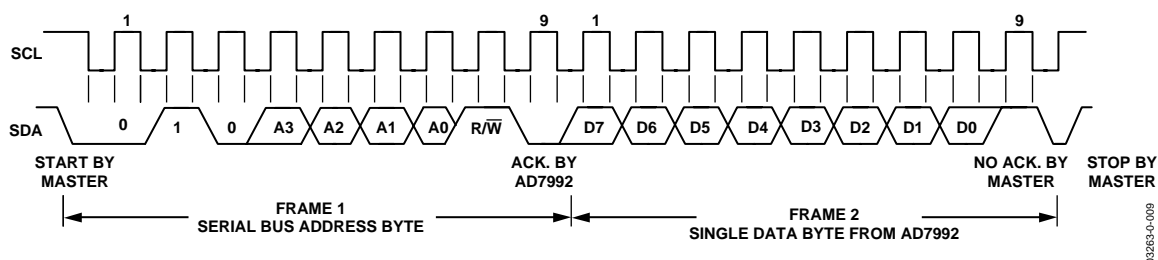 1 9 1 9
SCL
SDA 0 1 0 A3 A2 A1 A0 R/W̅ D7 D6 D5 D4 D3 D2 D1 D0
START BY
MASTER
ACK. BY
AD7992
NO ACK. BY
MASTER
STOP BY
MASTER
FRAME 1
SERIAL BUS ADDRESS BYTE
FRAME 2
SINGLE DATA BYTE FROM AD7992
03263-0-009